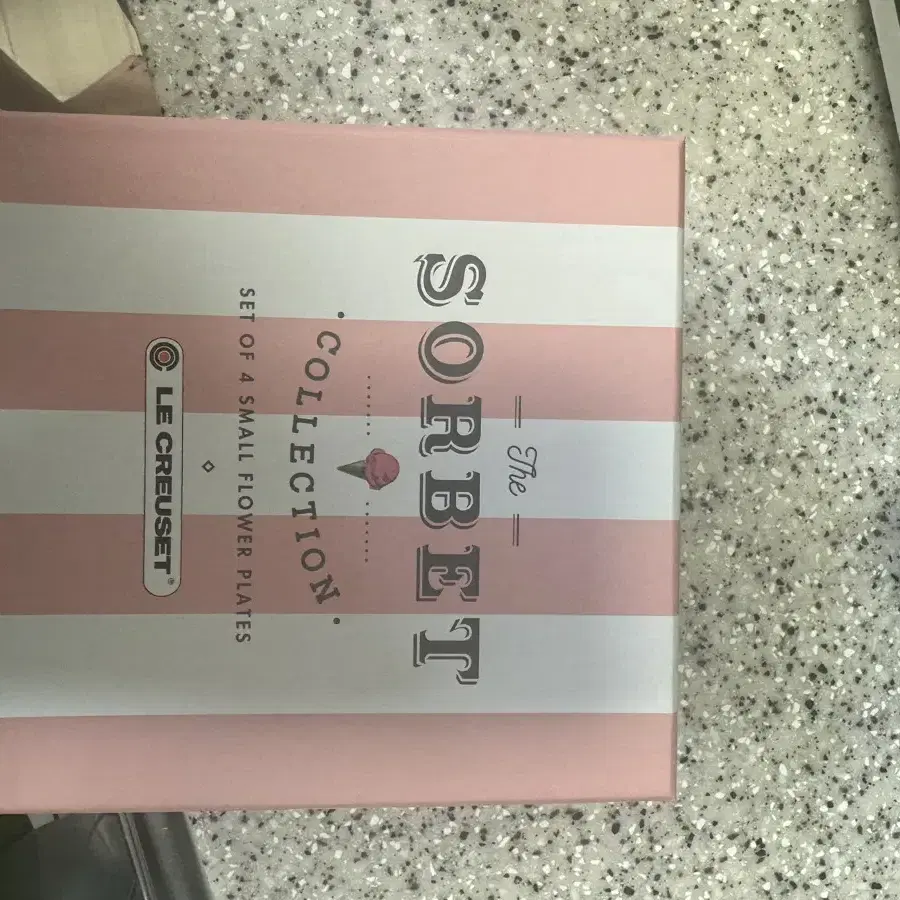 The
SORBET
COLLECTION
SET OF 4 SMALL FLOWER PLATES
LE CREUSET®